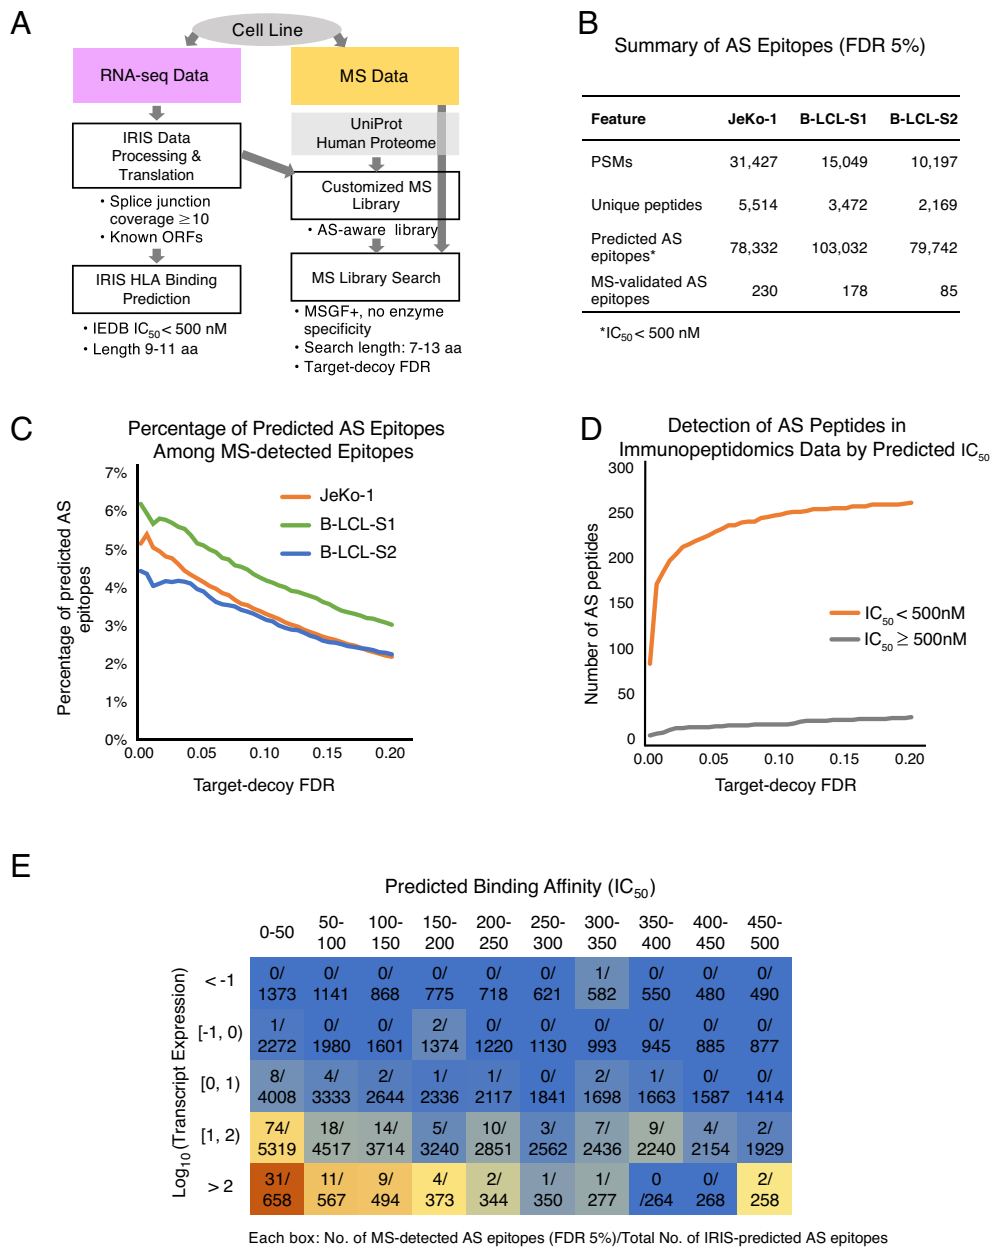 A
Cell Line
RNA-seq Data
MS Data
IRIS Data
Processing &
Translation
UniProt
Human Proteome
Customized MS
Library
• Splice junction
coverage ≥10
• Known ORFs
• AS-aware library
IRIS HLA Binding
Prediction
MS Library Search
• IEDB IC50 < 500 nM
• Length 9-11 aa
• MSGF+, no enzyme
specificity
• Search length: 7-13 aa
• Target-decoy FDR
B
Summary of AS Epitopes (FDR 5%)
Feature JeKo-1 B-LCL-S1 B-LCL-S2
PSMs 31,427 15,049 10,197
Unique peptides 5,514 3,472 2,169
Predicted AS
epitopes* 78,332 103,032 79,742
MS-validated AS
epitopes 230 178 85
*IC50 < 500 nM
C
Percentage of Predicted AS Epitopes
Among MS-detected Epitopes
Percentage of predicted AS
epitopes
7%
6%
5%
4%
3%
2%
1%
0%
JeKo-1
B-LCL-S1
B-LCL-S2
0.00 0.05 0.10 0.15 0.20
Target-decoy FDR
D
Detection of AS Peptides in
Immunopeptidomics Data by Predicted IC50
Number of AS peptides
300
250
200
150
100
50
0
IC50 < 500nM
IC50 ≥ 500nM
0.00 0.05 0.10 0.15 0.20
Target-decoy FDR
E
Predicted Binding Affinity (IC50)
0-50 50-100 100-150 150-200 200-250 250-300 300-350 350-400 400-450 450-500
Log10(Transcript Expression)
< -1 0/1373 0/1141 0/868 0/775 0/718 0/621 1/582 0/550 0/480 0/490
[-1, 0) 1/2272 0/1980 0/1601 2/1374 0/1220 0/1130 0/993 0/945 0/885 0/877
[0, 1) 8/4008 4/3333 2/2644 1/2336 1/2117 0/1841 2/1698 1/1663 0/1587 0/1414
[1, 2) 74/5319 18/4517 14/3714 5/3240 10/2851 3/2562 7/2436 9/2240 4/2154 2/1929
> 2 31/658 11/567 9/494 4/373 2/344 1/350 1/277 0/264 0/268 2/258
Each box: No. of MS-detected AS epitopes (FDR 5%)/Total No. of IRIS-predicted AS epitopes